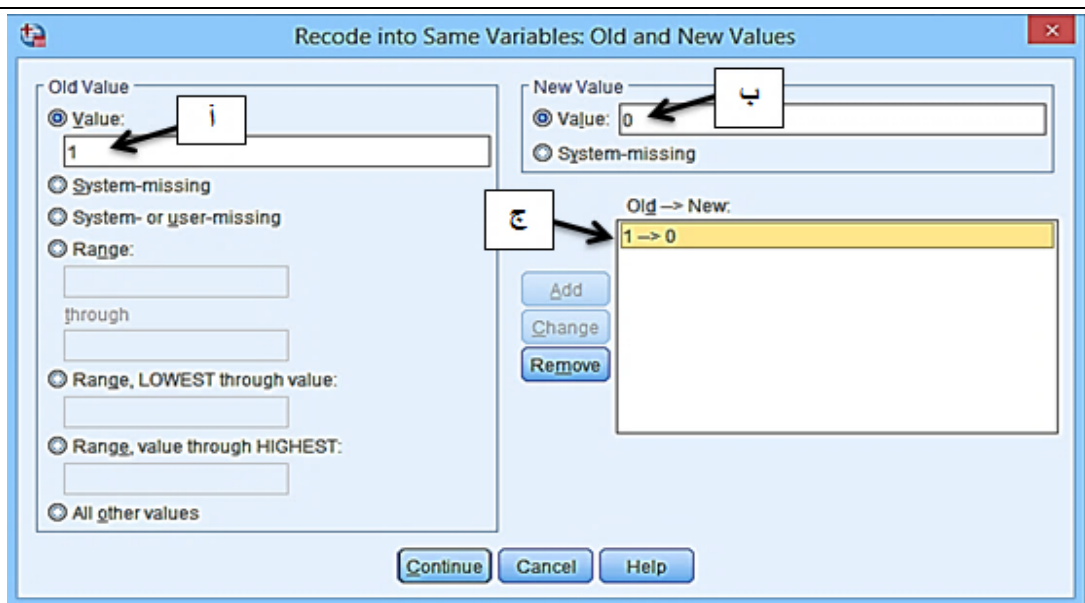 Recode into Same Variables: Old and New Values
Old Value
Value:
أ
1
System-missing
System- or user-missing
Range:
through
Range, LOWEST through value:
Range, value through HIGHEST:
All other values
New Value
ب
Value: 0
System-missing
ج
Old --> New:
1 --> 0
Add
Change
Remove
Continue Cancel Help